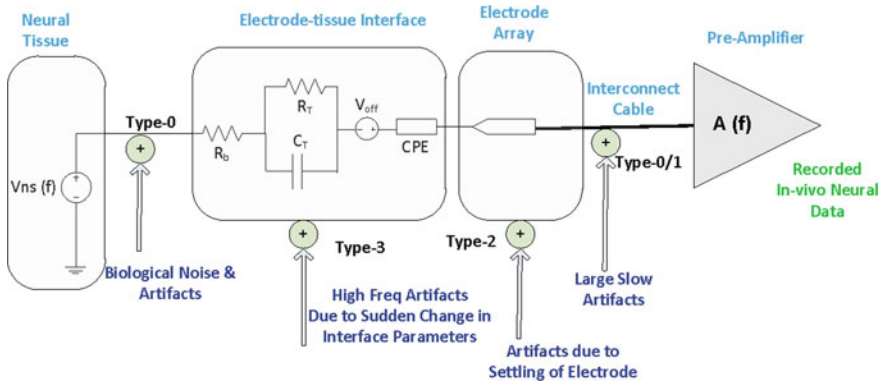 Neural
Tissue
Electrode-tissue Interface
Electrode
Array
Pre-Amplifier
Interconnect
Cable
Type-0
+
R_T
C_T
R_b
V_off
+ -
CPE
Vns (f)
+
-
A (f)
+
Type-0/1
Recorded
In-vivo Neural
Data
+
Type-3
Type-2
+
Biological Noise &
Artifacts
High Freq Artifacts
Due to Sudden Change in
Interface Parameters
Artifacts due to
Settling of Electrode
Large Slow
Artifacts